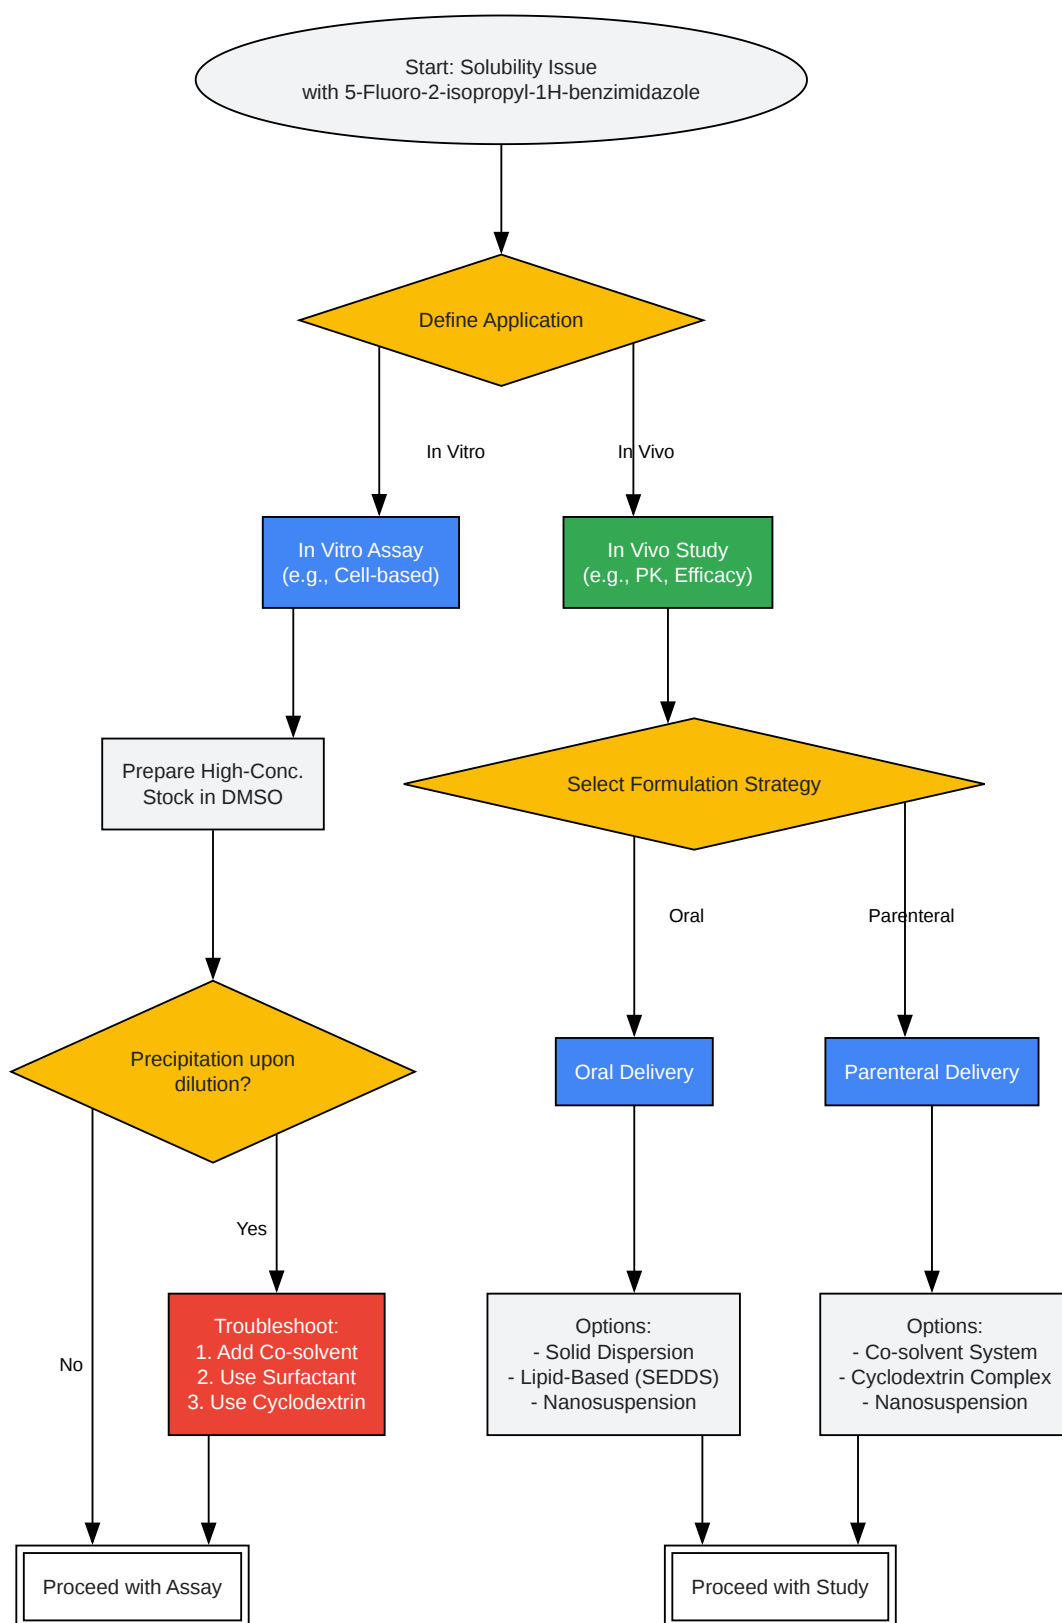 Start: Solubility Issue
with 5-Fluoro-2-isopropyl-1H-benzimidazole
Define Application
In Vitro
In Vivo
In Vitro Assay
(e.g., Cell-based)
In Vivo Study
(e.g., PK, Efficacy)
Prepare High-Conc.
Stock in DMSO
Select Formulation Strategy
Oral
Parenteral
Precipitation upon
dilution?
Oral Delivery
Parenteral Delivery
Yes
No
Troubleshoot:
1. Add Co-solvent
2. Use Surfactant
3. Use Cyclodextrin
Options:
- Solid Dispersion
- Lipid-Based (SEDDS)
- Nanosuspension
Options:
- Co-solvent System
- Cyclodextrin Complex
- Nanosuspension
Proceed with Assay
Proceed with Study